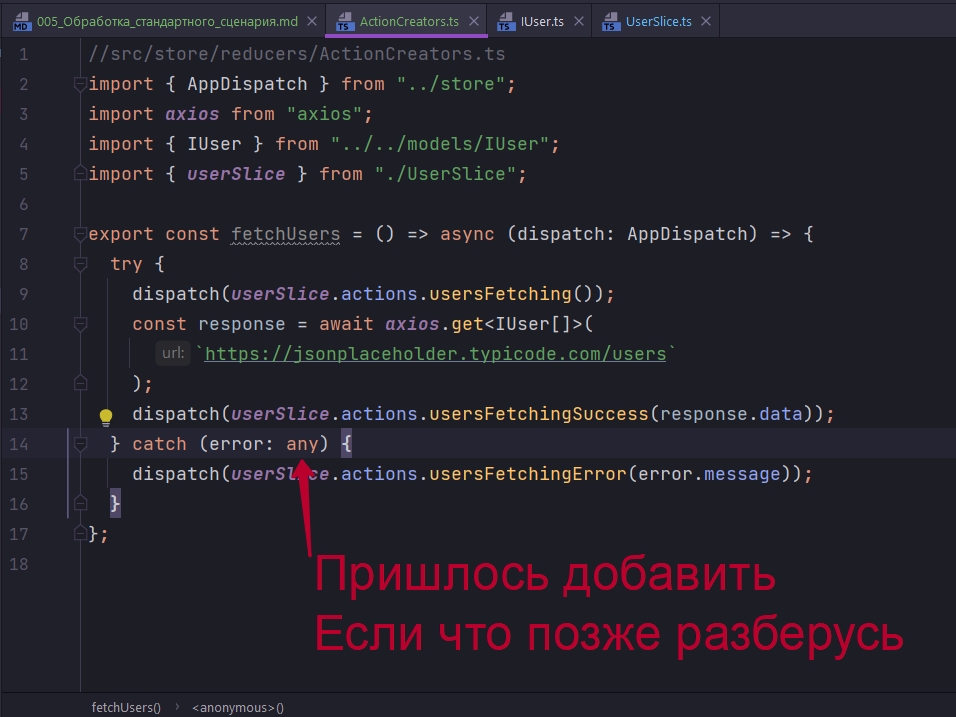 005_Обработка_стандартного_сценария.md ActionCreators.ts IUser.ts UserSlice.ts
1 //src/store/reducers/ActionCreators.ts
2 import { AppDispatch } from "../store";
3 import axios from "axios";
4 import { IUser } from "../../models/IUser";
5 import { userSlice } from "./UserSlice";
6
7 export const fetchUsers = () => async (dispatch: AppDispatch) => {
8 try {
9 dispatch(userSlice.actions.usersFetching());
10 const response = await axios.get<IUser[]>(
11 url: `https://jsonplaceholder.typicode.com/users`
12 );
13 dispatch(userSlice.actions.usersFetchingSuccess(response.data));
14 } catch (error: any) {
15 dispatch(userSlice.actions.usersFetchingError(error.message));
16 }
17 };
18
Пришлось добавить
Если что позже разберусь
fetchUsers() › <anonymous>()